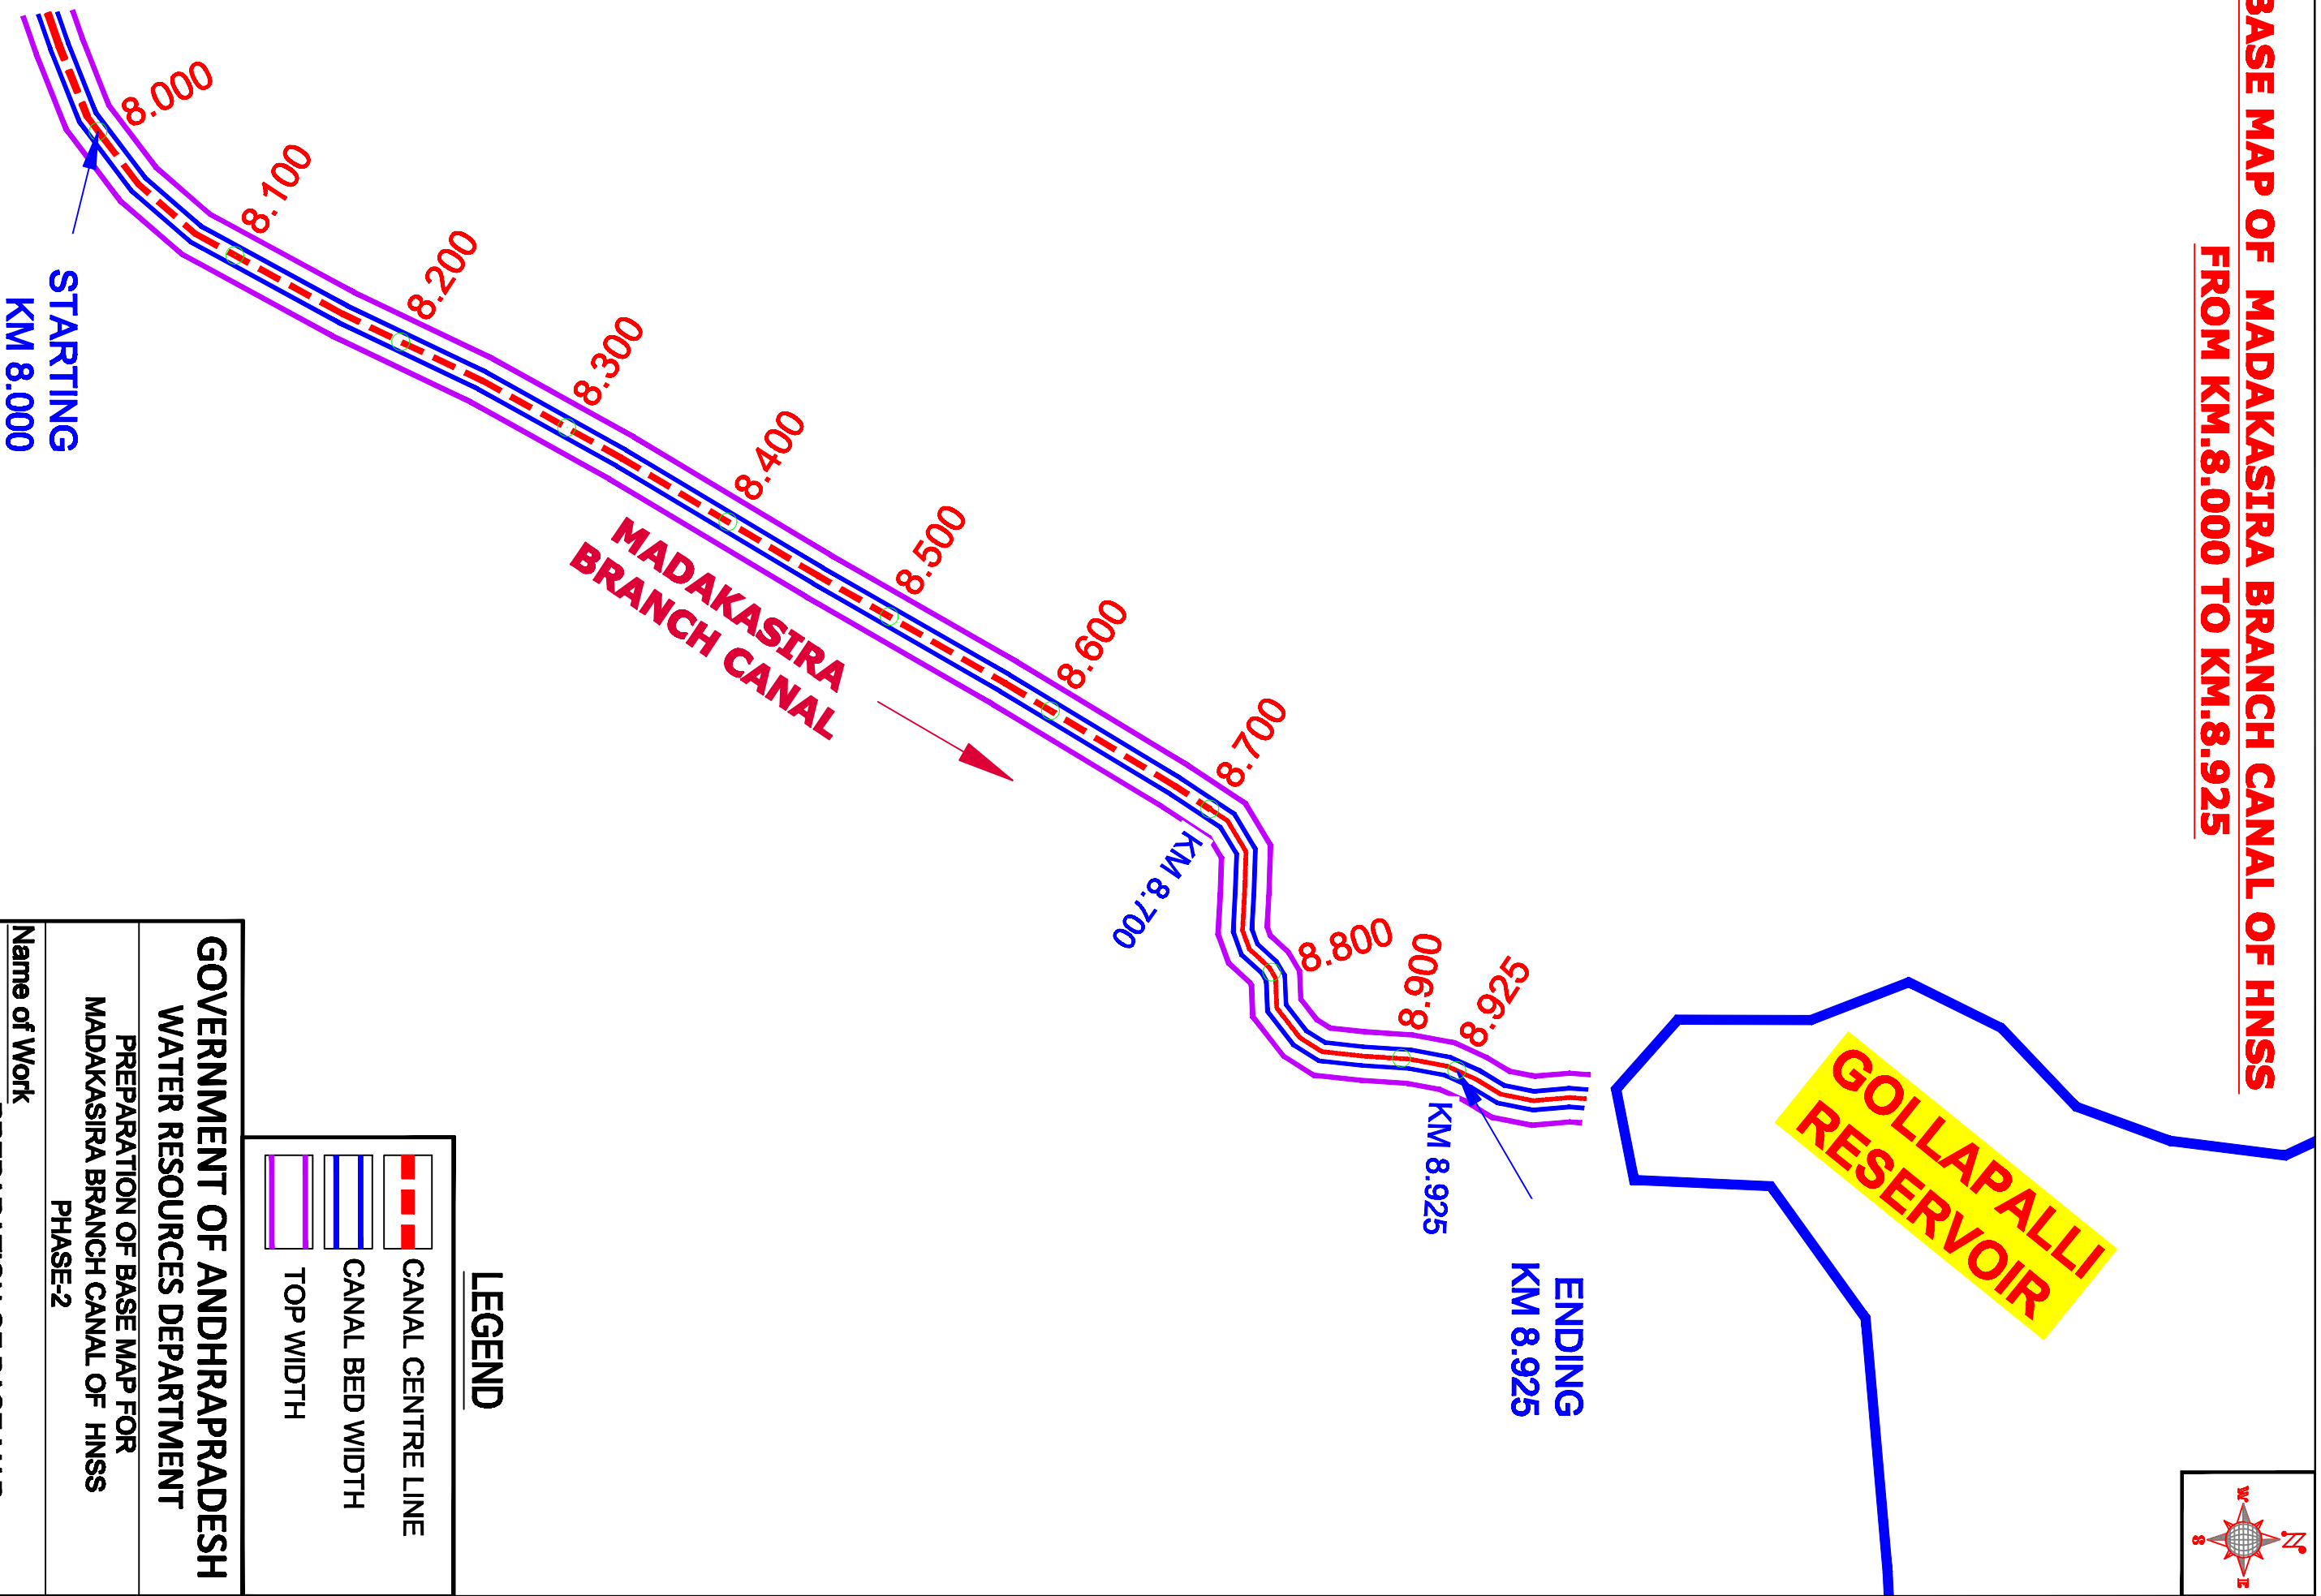 BASE MAP OF MADAKASIRA BRANCH CANAL OF HNSS
FROM KM.8.000 TO KM.8.925
N
W
E
S
GOLLAPALLI
RESERVOIR
8.000
8.100
8.200
8.300
8.400
8.500
8.600
8.700
8.800
8.900
8.925
STARTING
KM 8.000
MADAKASIRA
BRANCH CANAL
KM 8.700
KM 8.925
ENDING
KM 8.925
LEGEND
CANAL CENTRE LINE
CANAL BED WIDTH
TOP WIDTH
GOVERNMENT OF ANDHRAPRADESH
WATER RESOURCES DEPARTMENT
PREPARATION OF BASE MAP FOR
MADAKASIRA BRANCH CANAL OF HNSS
PHASE-2
Name of Work